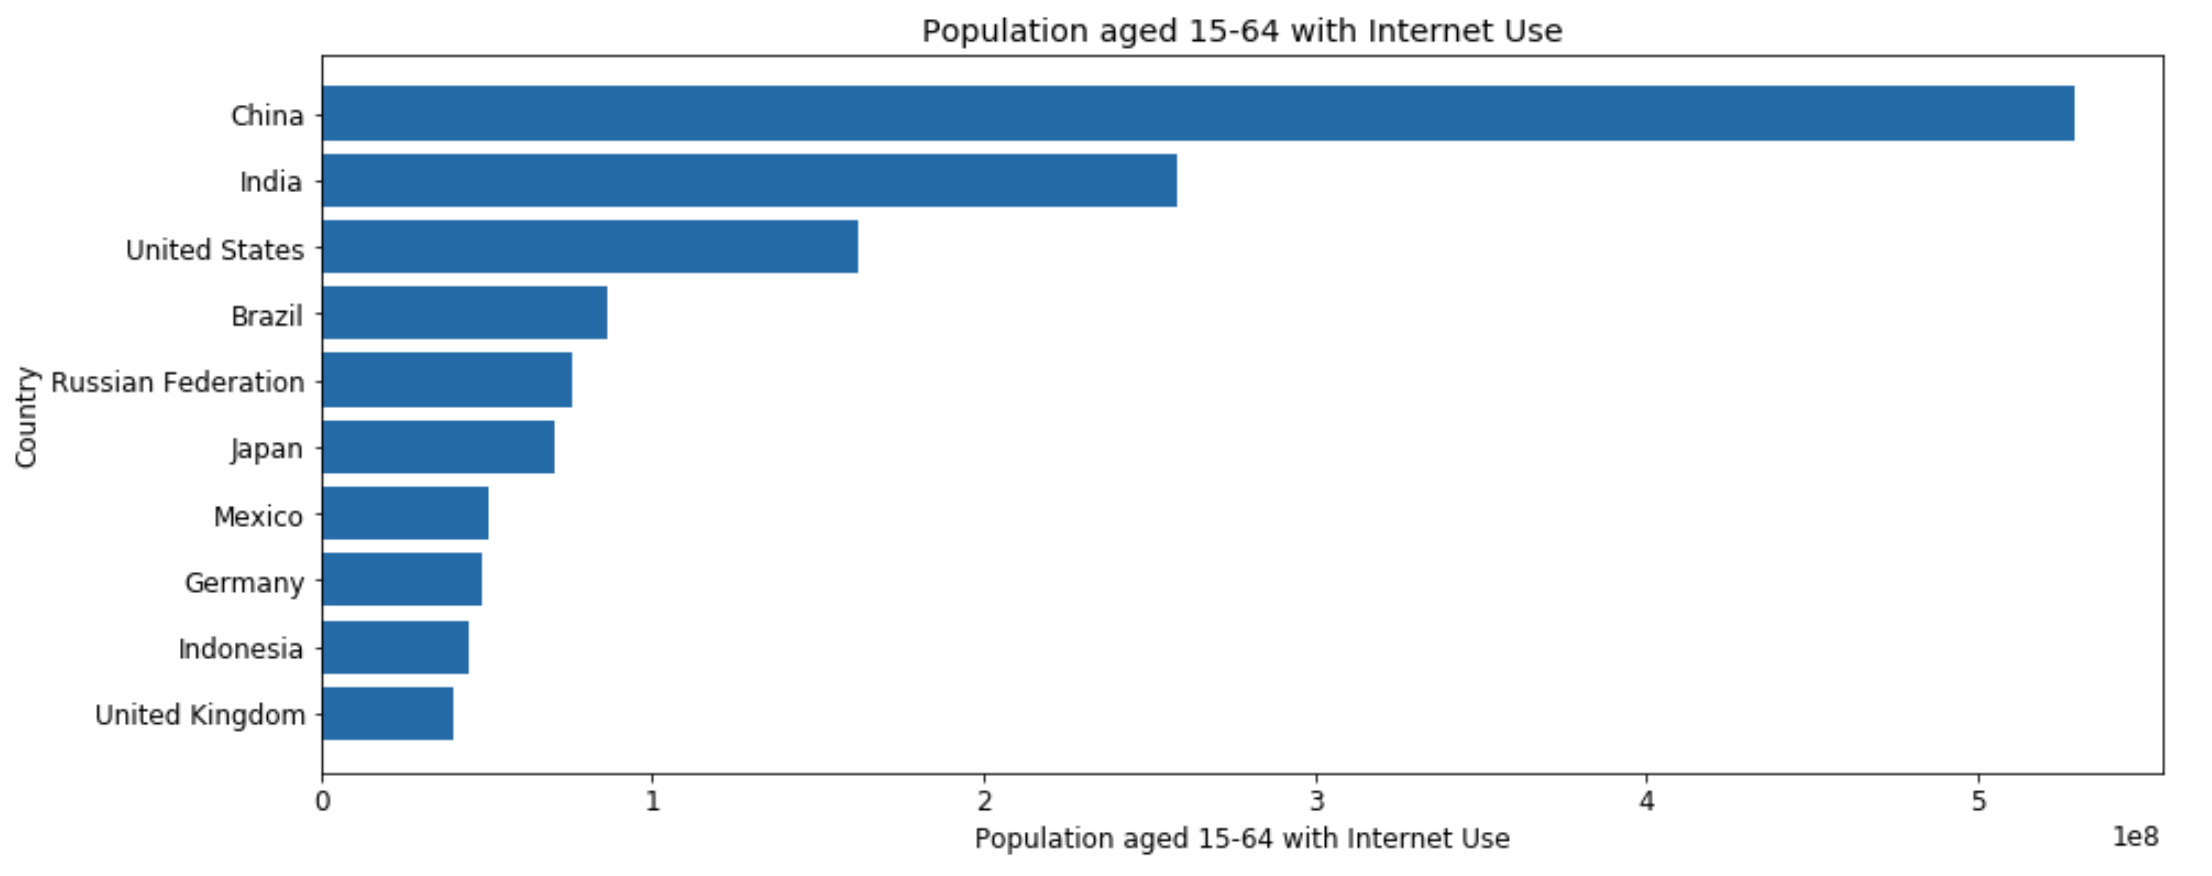 Population aged 15-64 with Internet Use
China
India
United States
Brazil
Russian Federation
Japan
Mexico
Germany
Indonesia
United Kingdom
Country
0 1 2 3 4 5
1e8
Population aged 15-64 with Internet Use